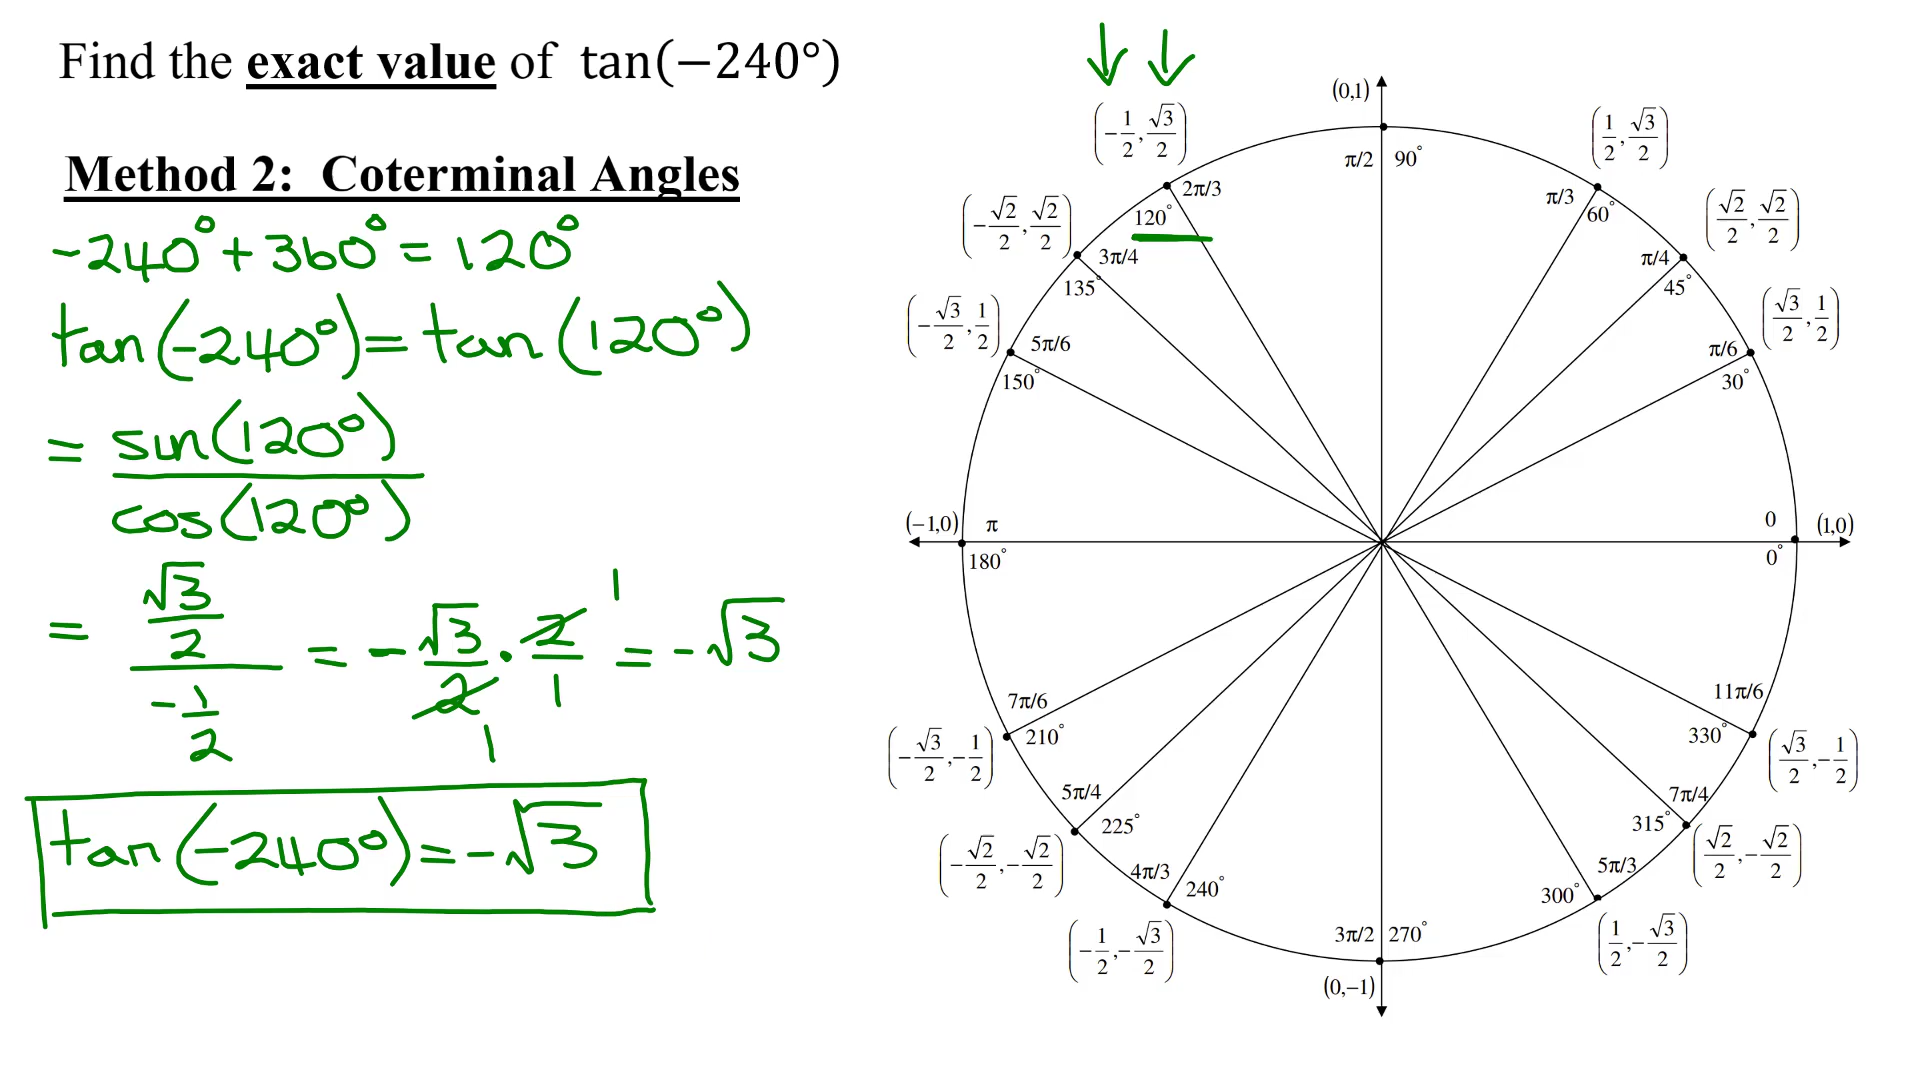 Find the exact value of tan(−240°)
Method 2: Coterminal Angles
-240° + 360° = 120°
tan(-240°) = tan(120°)
= sin(120°)
cos(120°)
= √3/2 / -1/2 = -√3/2 · 2/1 = -√3
1
1
tan(-240°) = -√3
(0,1)
(−1/2, √3/2)
(1/2, √3/2)
π/2 90°
2π/3
120°
π/3
60°
(−√2/2, √2/2)
(√2/2, √2/2)
3π/4
135°
π/4
45°
(−√3/2, 1/2)
(√3/2, 1/2)
5π/6
150°
π/6
30°
(−1,0) π
180°
0 (1,0)
0°
7π/6
210°
11π/6
330°
(−√3/2, −1/2)
(√3/2, −1/2)
5π/4
225°
7π/4
315°
(−√2/2, −√2/2)
(√2/2, −√2/2)
4π/3
240°
5π/3
300°
(−1/2, −√3/2)
(1/2, −√3/2)
3π/2 270°
(0,−1)